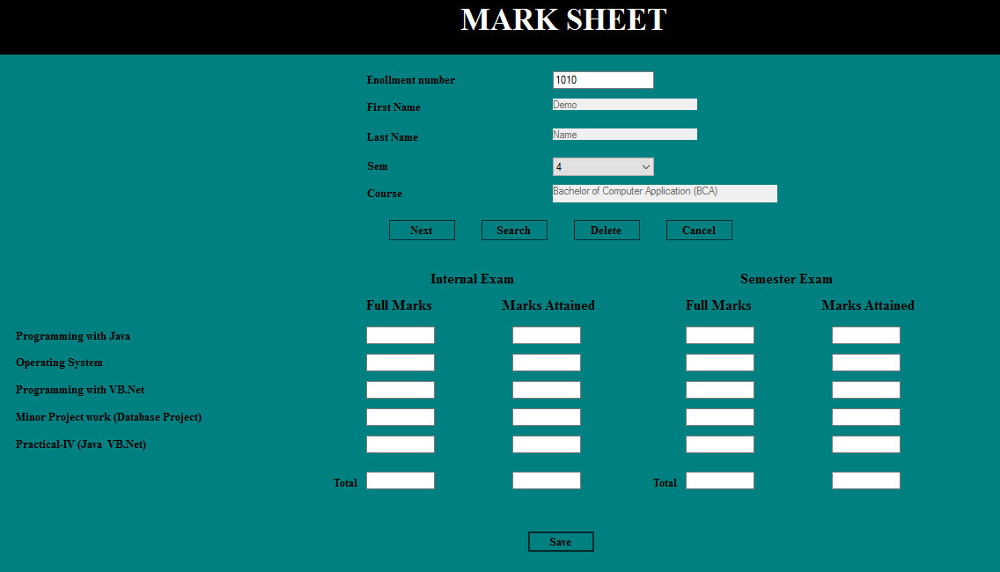 MARK SHEET
Enollment number 1010
First Name Demo
Last Name Name
Sem 4
Course Bachelor of Computer Application (BCA)
Next Search Delete Cancel
Internal Exam Semester Exam
Full Marks Marks Attained Full Marks Marks Attained
Programming with Java
Operating System
Programming with VB.Net
Minor Project work (Database Project)
Practical-IV (Java  VB.Net)
Total Total
Save